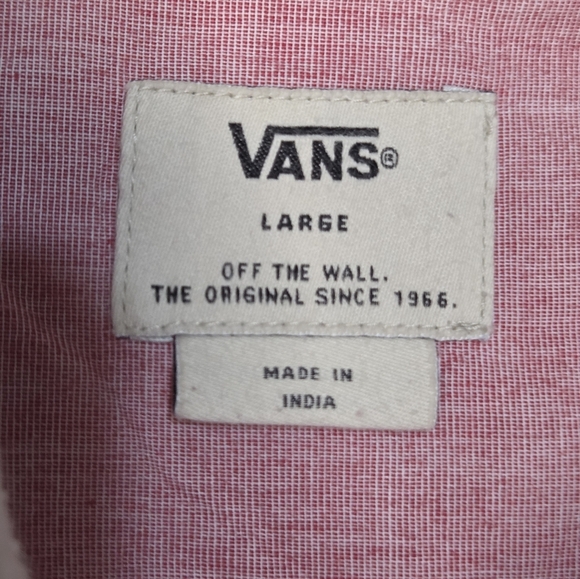 VANS®
LARGE
OFF THE WALL.
THE ORIGINAL SINCE 1966.
MADE IN
INDIA